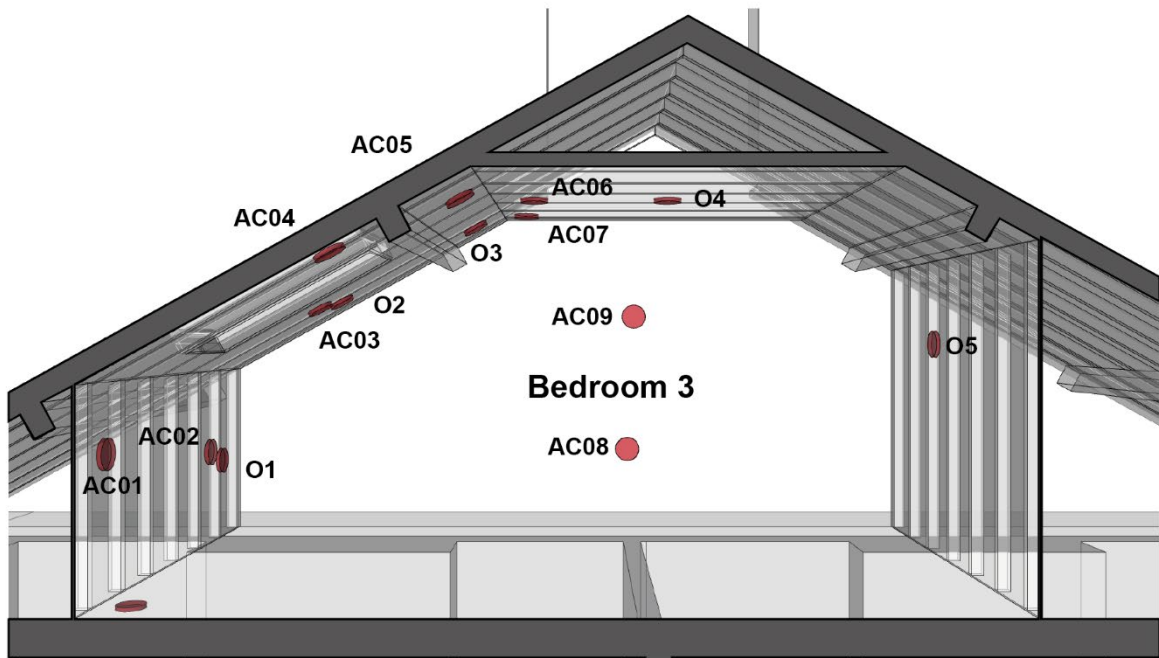 AC05
AC06
O4
AC04
AC07
O3
O2
AC09
AC03
O5
Bedroom 3
AC02
AC08
O1
AC01